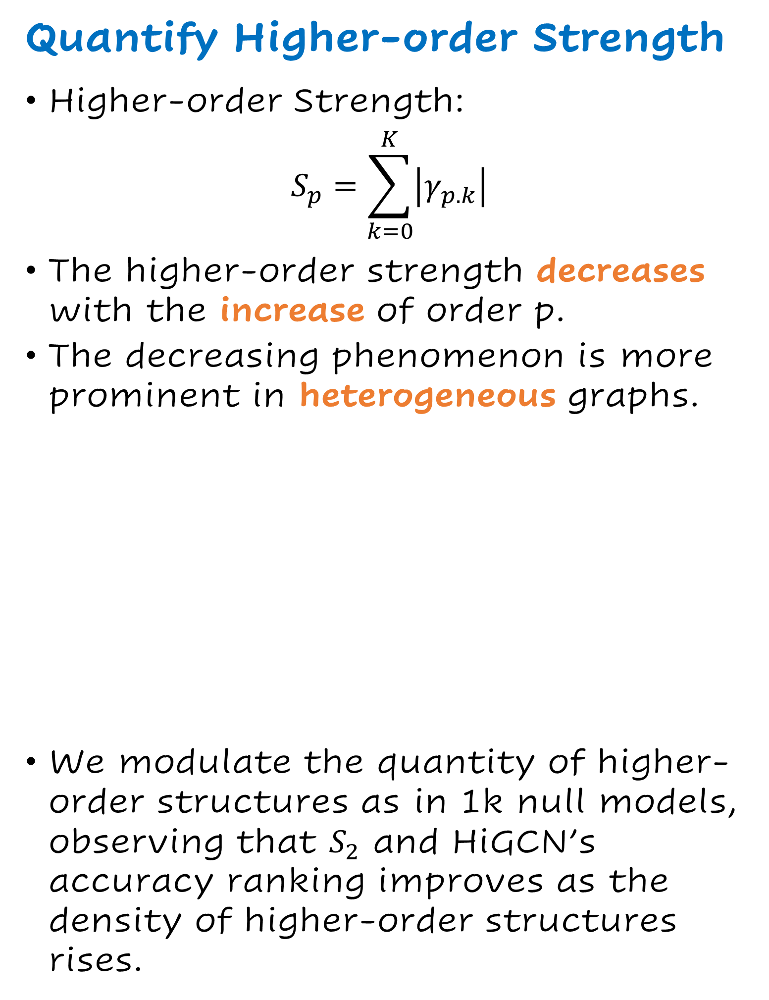 Quantify Higher-order Strength
• Higher-order Strength:
K
S_p = ∑ |γ_{p.k}|
k=0
• The higher-order strength decreases
with the increase of order p.
• The decreasing phenomenon is more
prominent in heterogeneous graphs.
• We modulate the quantity of higher-
order structures as in 1k null models,
observing that S_2 and HiGCN’s
accuracy ranking improves as the
density of higher-order structures
rises.